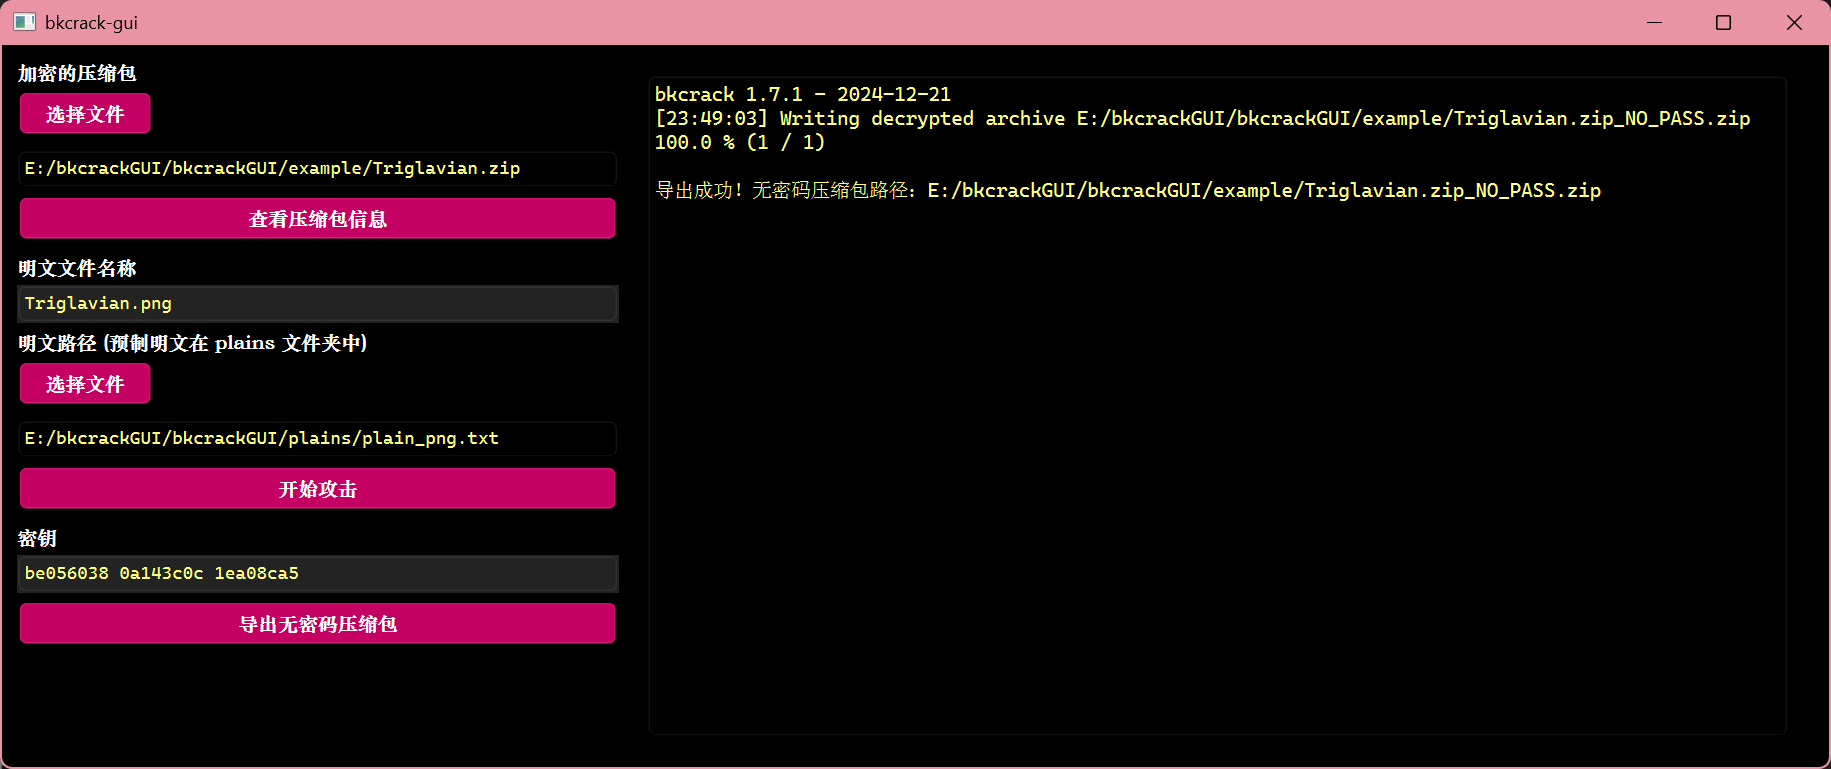 bkcrack-gui
加密的压缩包
选择文件
E:/bkcrackGUI/bkcrackGUI/example/Triglavian.zip
查看压缩包信息
明文文件名称
Triglavian.png
明文路径 (预制明文在 plains 文件夹中)
选择文件
E:/bkcrackGUI/bkcrackGUI/plains/plain_png.txt
开始攻击
密钥
be056038 0a143c0c 1ea08ca5
导出无密码压缩包
bkcrack 1.7.1 - 2024-12-21
[23:49:03] Writing decrypted archive E:/bkcrackGUI/bkcrackGUI/example/Triglavian.zip_NO_PASS.zip
100.0 % (1 / 1)
导出成功！无密码压缩包路径：E:/bkcrackGUI/bkcrackGUI/example/Triglavian.zip_NO_PASS.zip